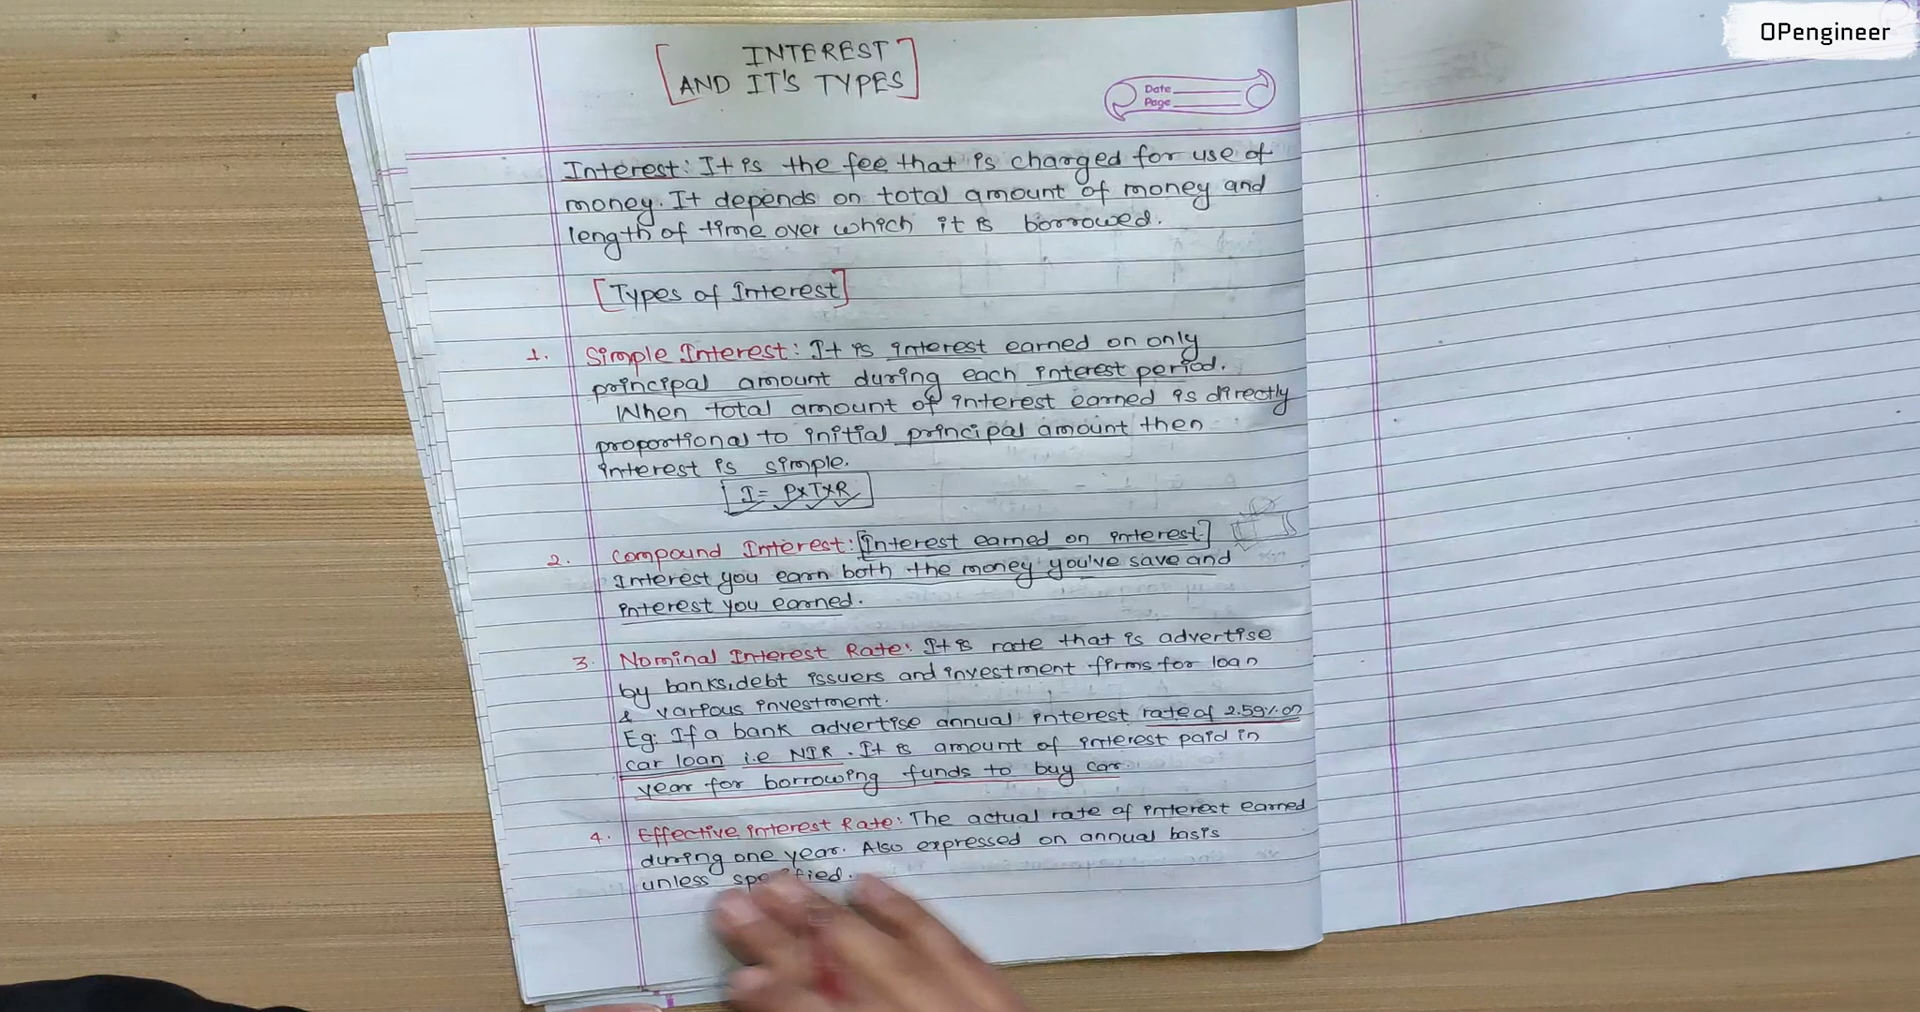 OPengineer
INTEREST
AND IT'S TYPES
Date
Page
Interest: It is the fee that is charged for use of
money. It depends on total amount of money and
length of time over which it is borrowed.
[Types of Interest]
1. Simple Interest: It is interest earned on only
principal amount during each interest period.
When total amount of interest earned is directly
proportional to initial principal amount then
interest is simple.
I = P×T×R
2. Compound Interest: [Interest earned on interest]
Interest you earn both the money you've save and
interest you earned.
3. Nominal Interest Rate: It is rate that is advertise
by banks, debt issuers and investment firms for loan
& various investment.
Eg: If a bank advertise annual interest rate of 2.59% on
car loan i.e NIR. It is amount of interest paid in
year for borrowing funds to buy car.
4. Effective interest Rate: The actual rate of interest earned
during one year. Also expressed on annual basis
unless specified.